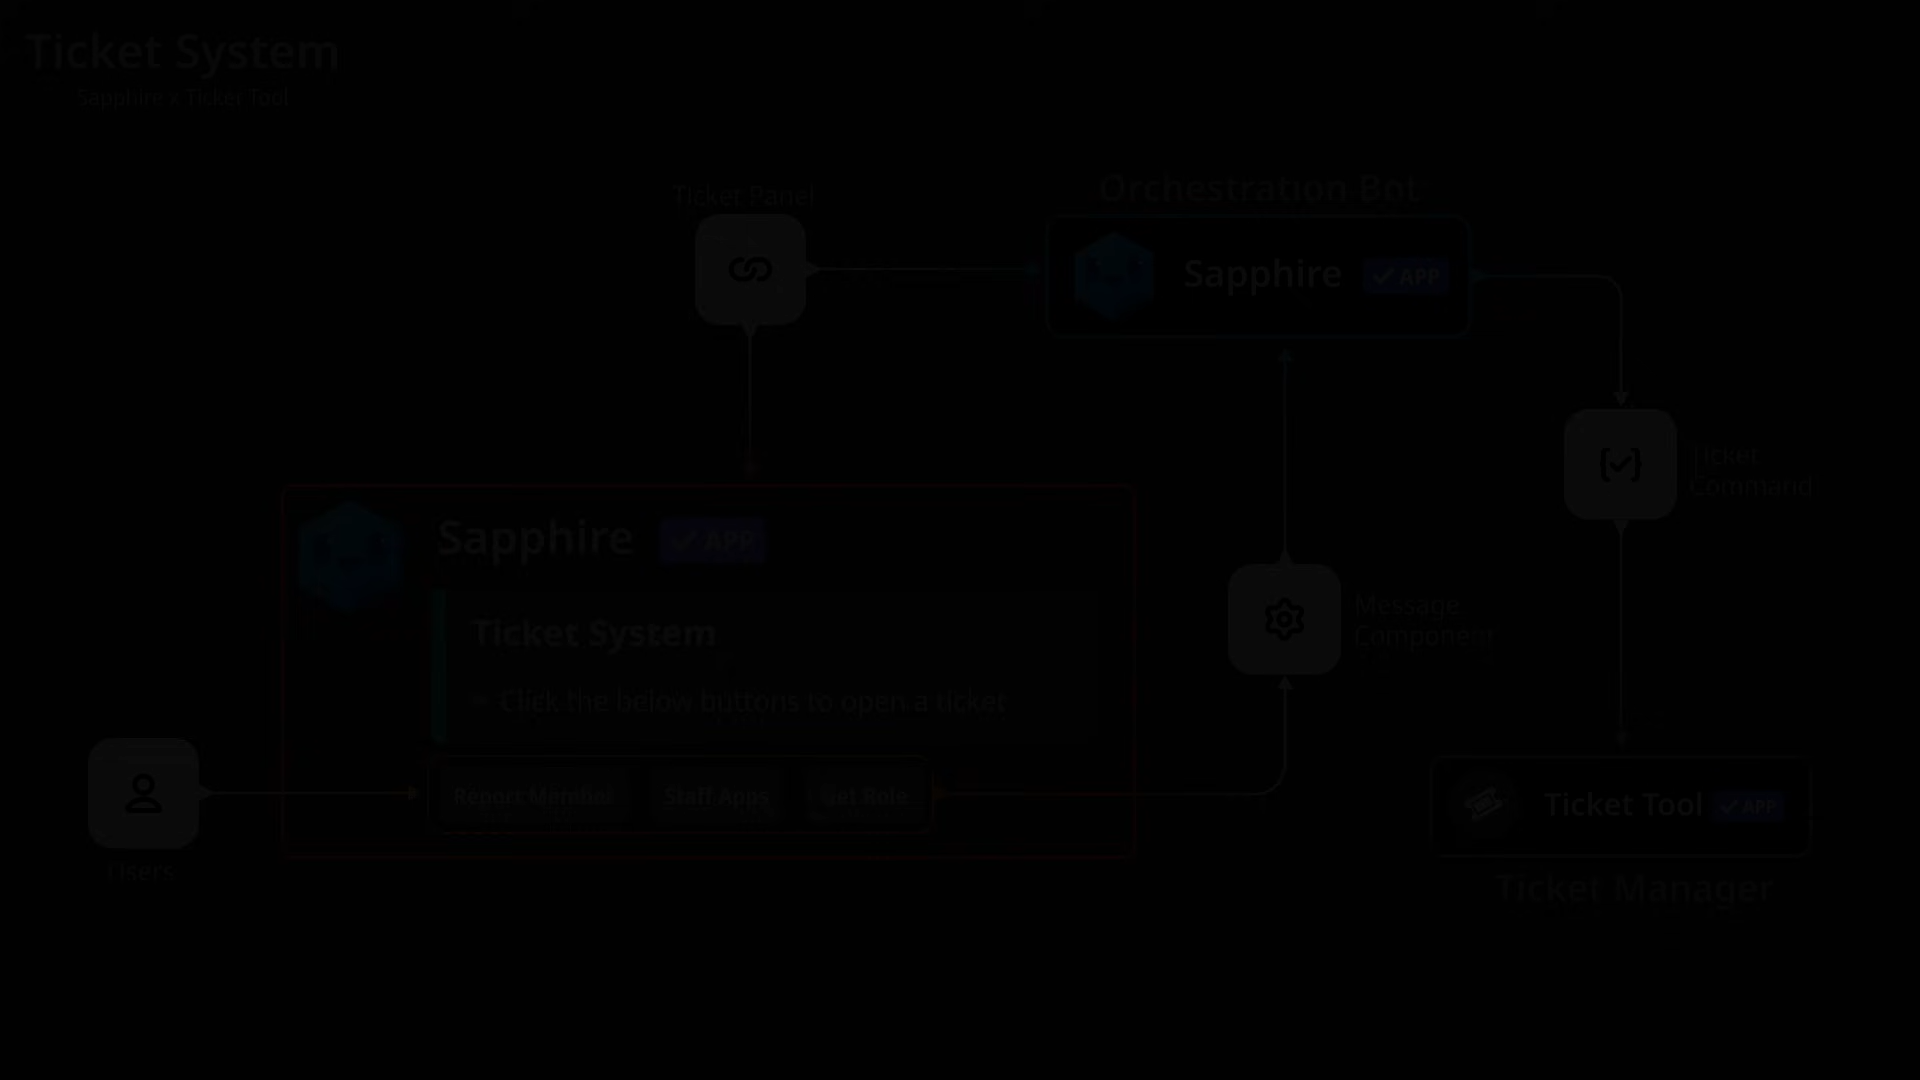 Ticket System
Sapphire x Ticker Tool
Ticket Panel
Orchestration Bot
Sapphire APP
Ticket
Command
Sapphire APP
Ticket System
Click the below buttons to open a ticket
Message
Component
Report Member Staff Apps Get Role
Ticket Tool APP
Users
Ticket Manager